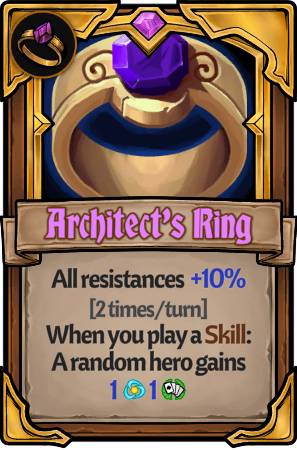 Architect's Ring
All resistances +10%
[2 times/turn]
When you play a Skill:
A random hero gains
1 1